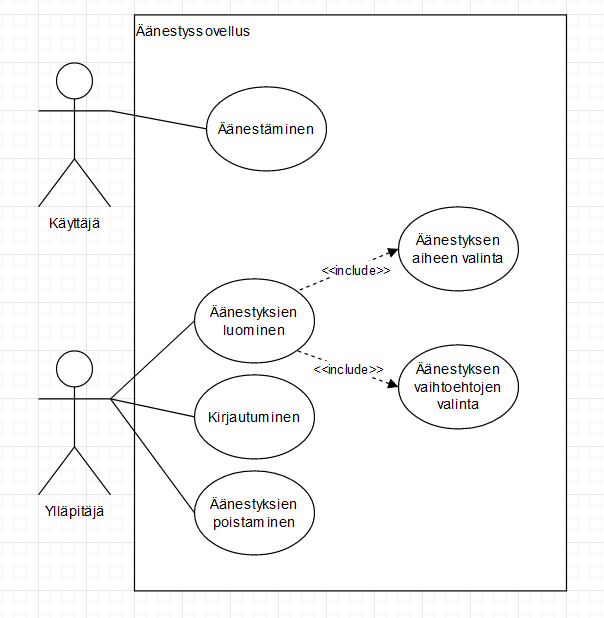 Äänestyssovellus
Äänestäminen
Käyttäjä
Äänestyksen
aiheen valinta
<<include>>
Äänestyksien
luominen
<<include>>
Äänestyksen
vaihtoehtojen
valinta
Kirjautuminen
Ylläpitäjä
Äänestyksien
poistaminen